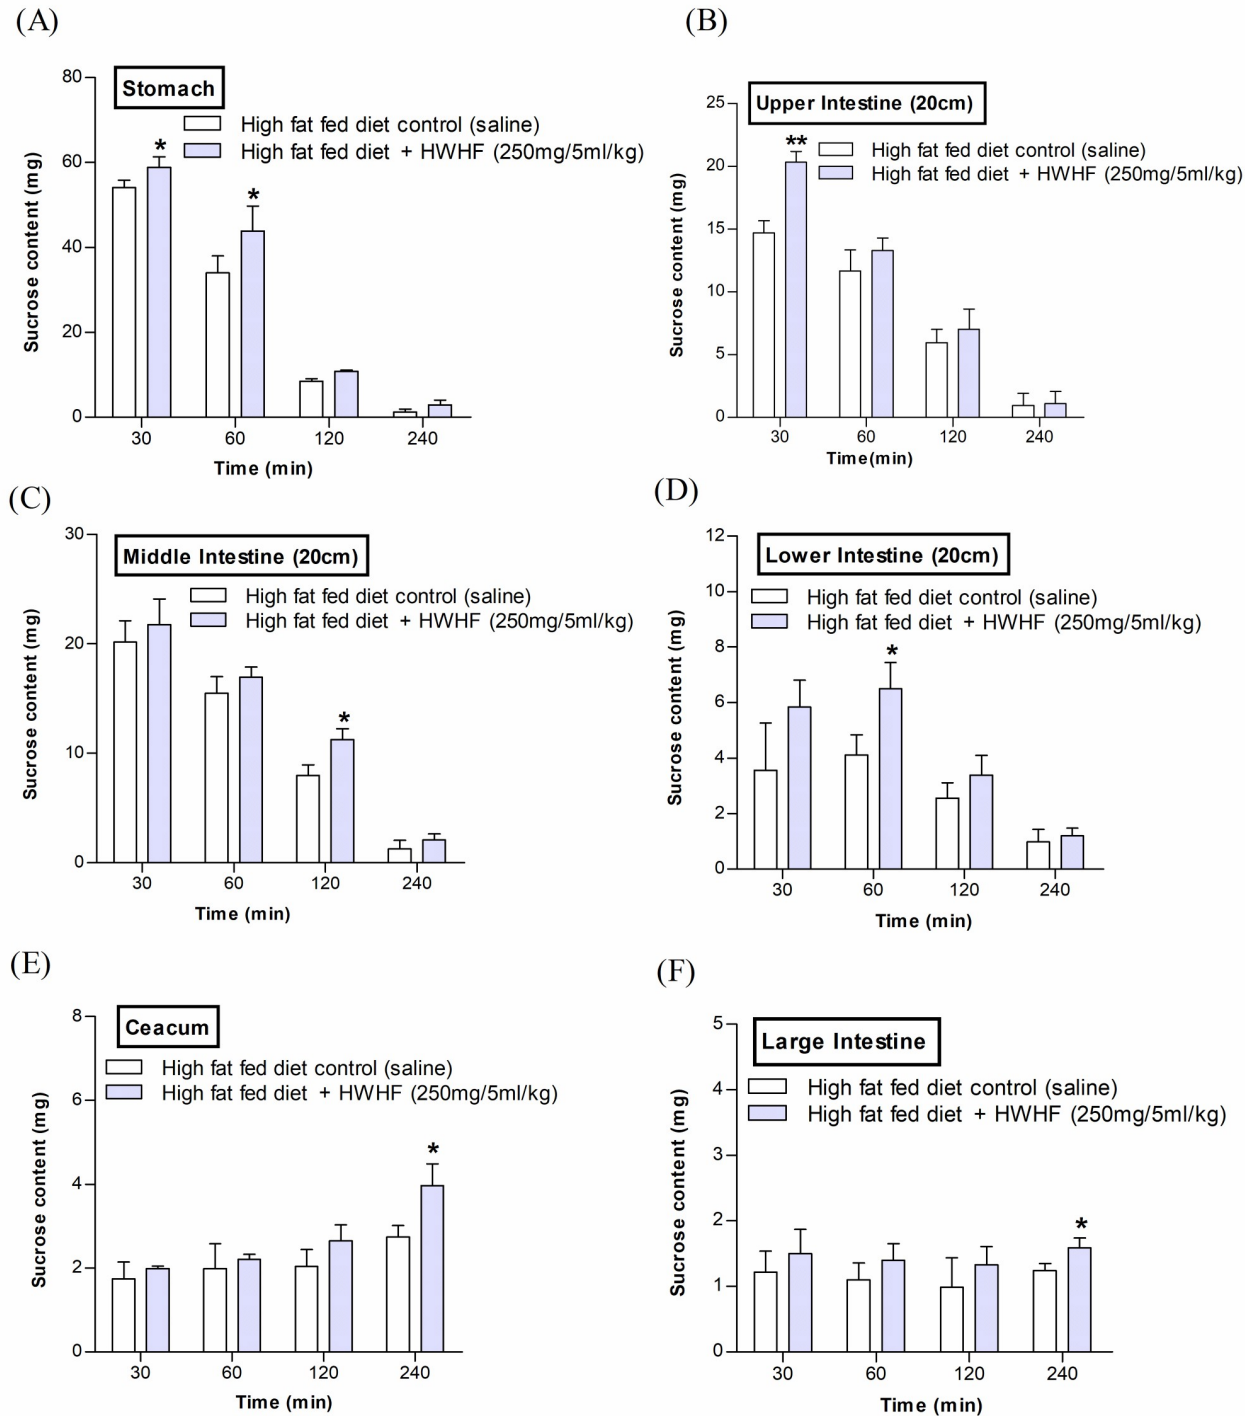 (A)
Stomach
High fat fed diet control (saline)
High fat fed diet + HWHF (250mg/5ml/kg)
Sucrose content (mg)
80
60
40
20
0
*
*
30 60 120 240
Time (min)
(B)
Upper Intestine (20cm)
High fat fed diet control (saline)
High fat fed diet + HWHF (250mg/5ml/kg)
Sucrose content (mg)
25
20
15
10
5
0
**
30 60 120 240
Time(min)
(C)
Middle Intestine (20cm)
High fat fed diet control (saline)
High fat fed diet + HWHF (250mg/5ml/kg)
Sucrose content (mg)
30
20
10
0
*
30 60 120 240
Time (min)
(D)
Lower Intestine (20cm)
High fat fed diet control (saline)
High fat fed diet + HWHF (250mg/5ml/kg)
Sucrose content (mg)
12
10
8
6
4
2
0
*
30 60 120 240
Time (min)
(E)
Ceacum
High fat fed diet control (saline)
High fat fed diet + HWHF (250mg/5ml/kg)
Sucrose content (mg)
8
6
4
2
0
*
30 60 120 240
Time (min)
(F)
Large Intestine
High fat fed diet control (saline)
High fat fed diet + HWHF (250mg/5ml/kg)
Sucrose content (mg)
5
4
3
2
1
0
*
30 60 120 240
Time (min)